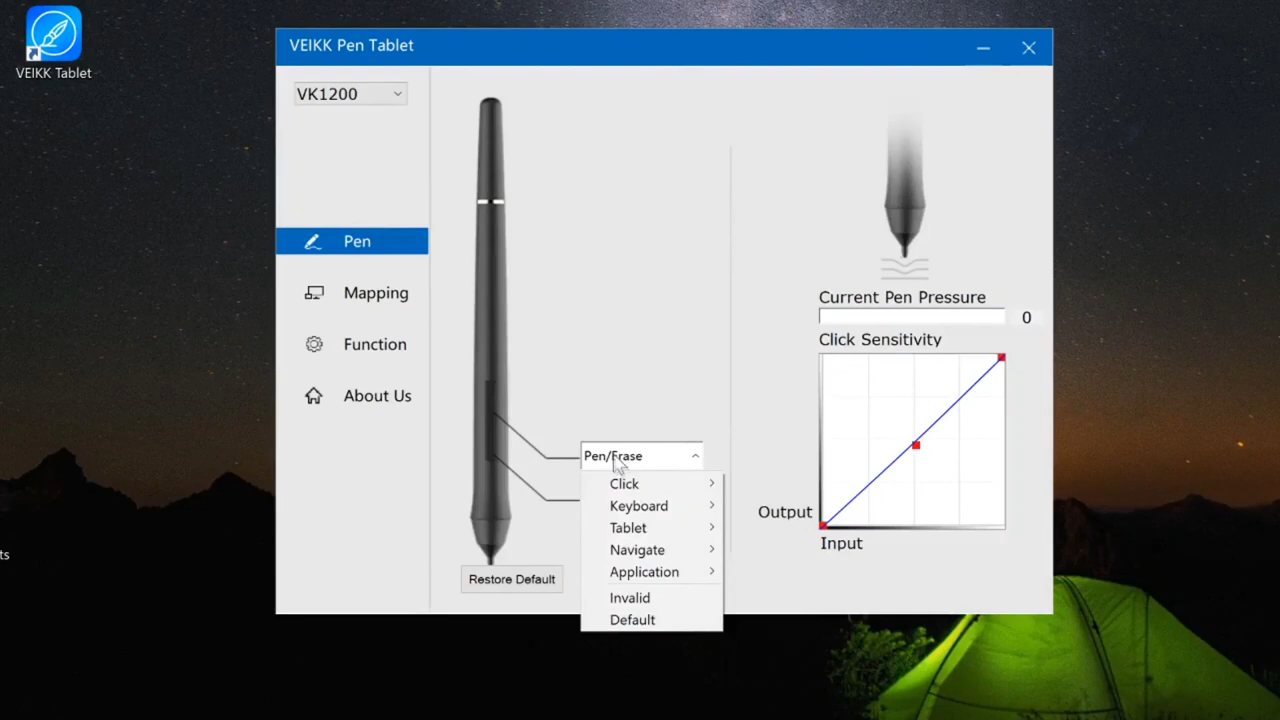 VEIKK Tablet
VEIKK Pen Tablet
VK1200
Pen
Mapping
Function
About Us
Pen/Erase
Click
Keyboard
Tablet
Navigate
Application
Invalid
Default
Restore Default
Current Pen Pressure
0
Click Sensitivity
Output
Input
ts